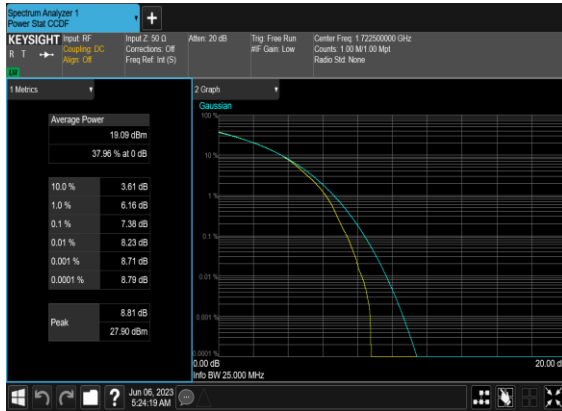 Spectrum Analyzer 1
Power Stat CCDF
+
KEYSIGHT
R T
LXI
Input: RF
Coupling: DC
Align: Off
Input Z: 50 Ω
Corrections: Off
Freq Ref: Int (S)
Atten: 20 dB
Trig: Free Run
#IF Gain: Low
Center Freq: 1.722500000 GHz
Counts: 1.00 M/1.00 Mpt
Radio Std: None
1 Metrics
Average Power
19.09 dBm
37.96 % at 0 dB
10.0 % 3.61 dB
1.0 % 6.16 dB
0.1 % 7.38 dB
0.01 % 8.23 dB
0.001 % 8.71 dB
0.0001 % 8.79 dB
Peak
8.81 dB
27.90 dBm
2 Graph
Gaussian
100 %
10 %
1 %
0.1 %
0.01 %
0.001 %
0.0001 %
0.00 dB
20.00 dB
Info BW 25.000 MHz
?
Jun 06, 2023
5:24:19 AM